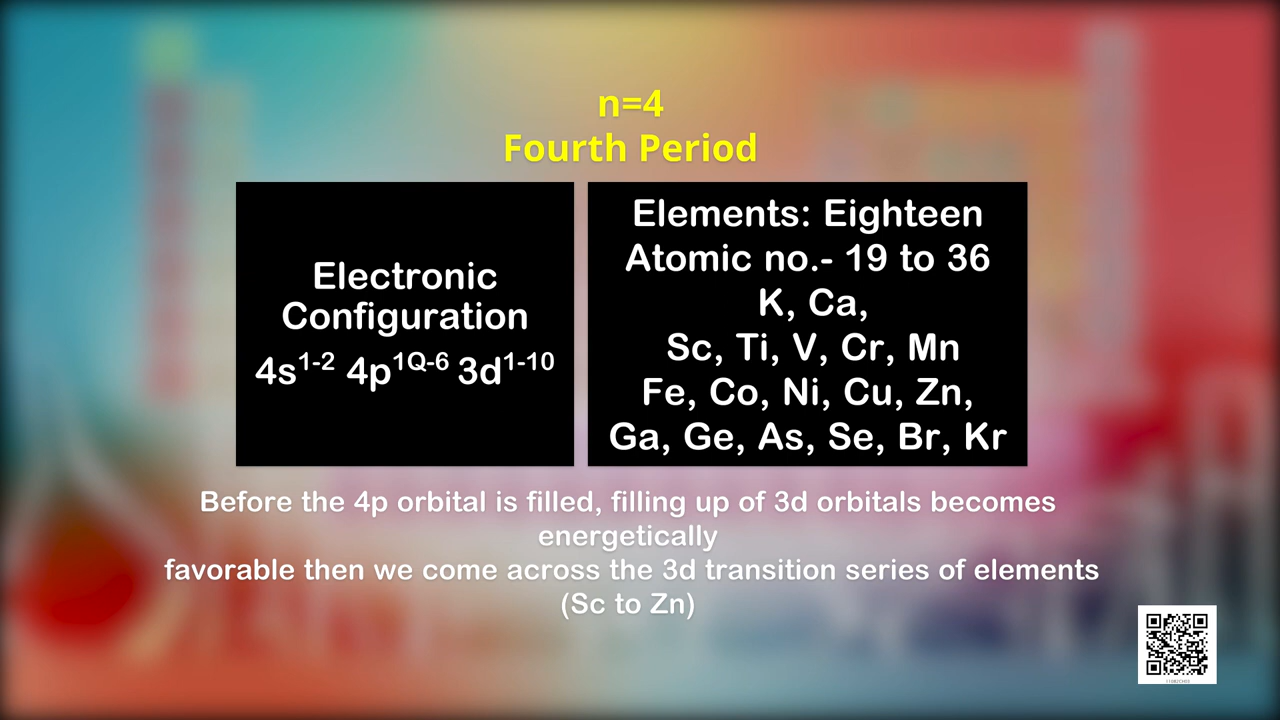 n=4
Fourth Period
Electronic
Configuration
4s¹⁻² 4p¹Q⁻⁶ 3d¹⁻¹⁰
Elements: Eighteen
Atomic no.- 19 to 36
K, Ca,
Sc, Ti, V, Cr, Mn
Fe, Co, Ni, Cu, Zn,
Ga, Ge, As, Se, Br, Kr
Before the 4p orbital is filled, filling up of 3d orbitals becomes
energetically
favorable then we come across the 3d transition series of elements
(Sc to Zn)